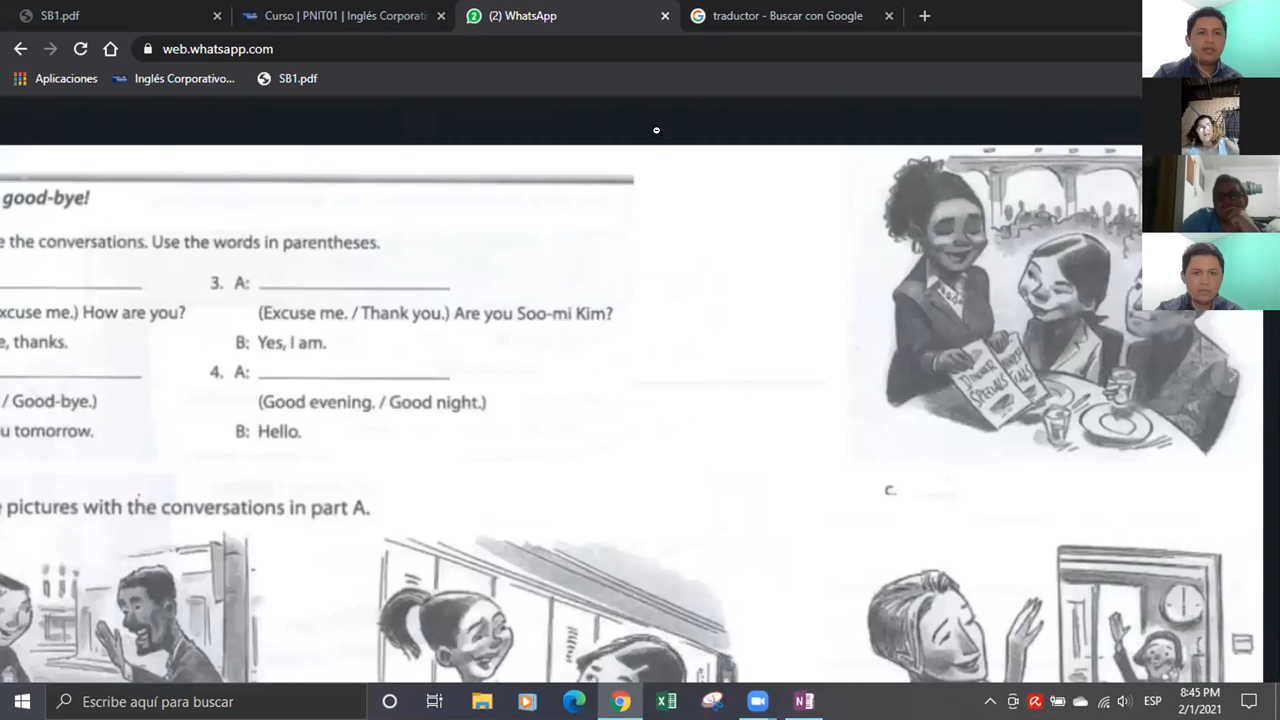 SB1.pdf
Curso | PNIT01 | Inglés Corporati
(2) WhatsApp
traductor - Buscar con Google
web.whatsapp.com
Aplicaciones
Inglés Corporativo...
SB1.pdf
good-bye!
e the conversations. Use the words in parentheses.
xcuse me.) How are you?
e, thanks.
/ Good-bye.)
u tomorrow.
3. A:
(Excuse me. / Thank you.) Are you Soo-mi Kim?
B: Yes, I am.
4. A:
(Good evening. / Good night.)
B: Hello.
DINNER
SPECIALS
c.
pictures with the conversations in part A.
Escribe aquí para buscar
ESP
8:45 PM
2/1/2021